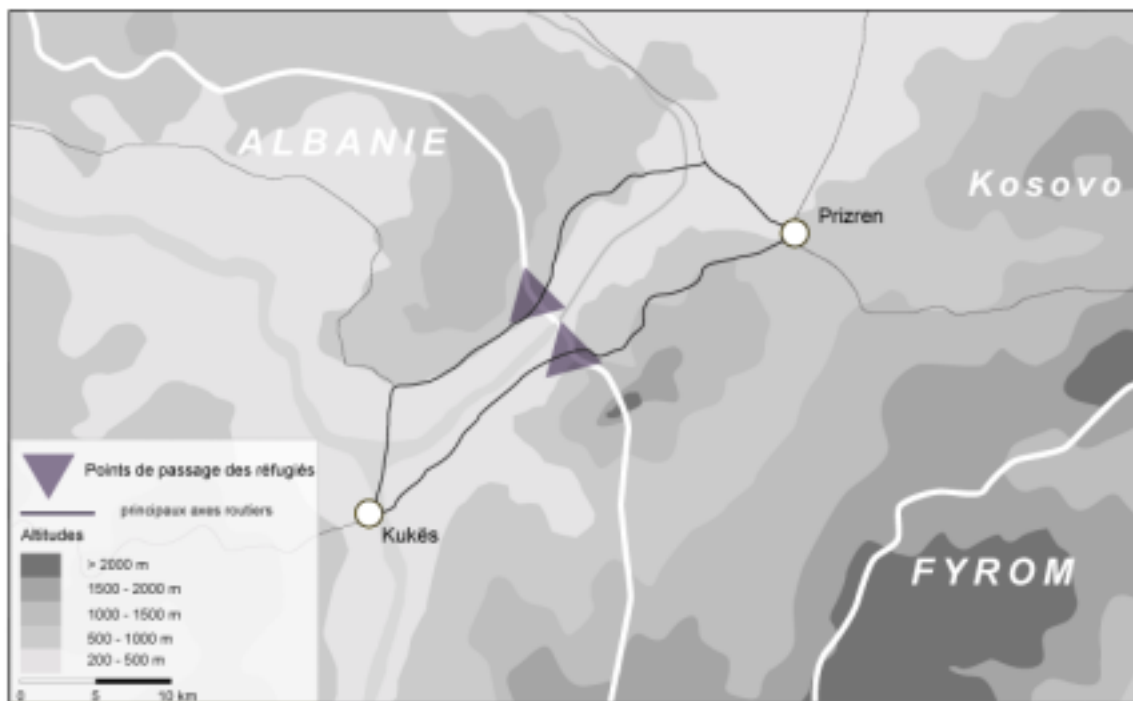 ALBANIE
Kosovo
Prizren
Kukës
FYROM
Points de passage des réfugiés
principaux axes routiers
Altitudes
> 2000 m
1500 - 2000 m
1000 - 1500 m
500 - 1000 m
200 - 500 m
0 5 10 km